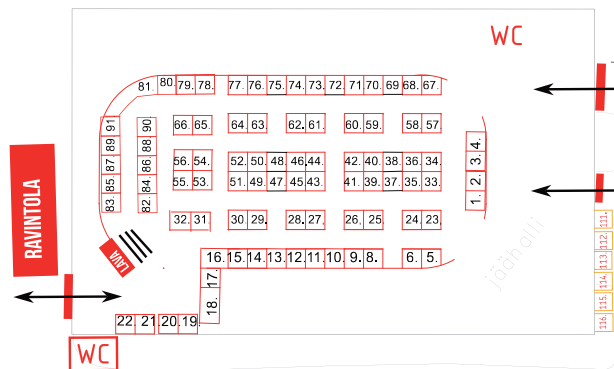 WC
81. 80. 79. 78. 77. 76. 75. 74. 73. 72. 71. 70. 69. 68. 67.
91 90 66. 65. 64. 63. 62. 61. 60. 59. 58. 57.
89 88
87 86. 56. 54. 52. 50. 48. 46. 44. 42. 40. 38. 36. 34. 3. 4.
83. 85 84. 82. 55. 53. 51. 49. 47. 45. 43. 41. 39. 37. 35. 33. 1. 2.
32. 31. 30. 29. 28. 27. 26. 25 24. 23.
RAVINTOLA
LAVA
jäähalli
16. 15. 14. 13. 12. 11. 10. 9. 8. 6. 5.
17.
18.
22. 21. 20. 19.
111.
112.
113.
114.
115.
116.
WC